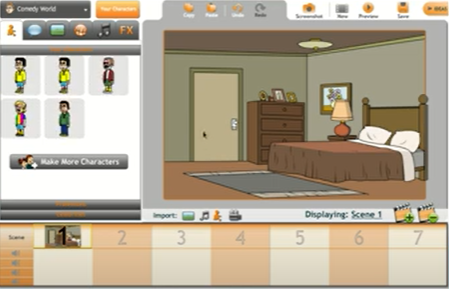 Comedy World
Your Characters
Copy
Paste
Undo
Redo
Screenshot
New
Preview
Save
FX
Make More Characters
Import:
Displaying: Scene 1
Scene
1
2
3
4
5
6
7